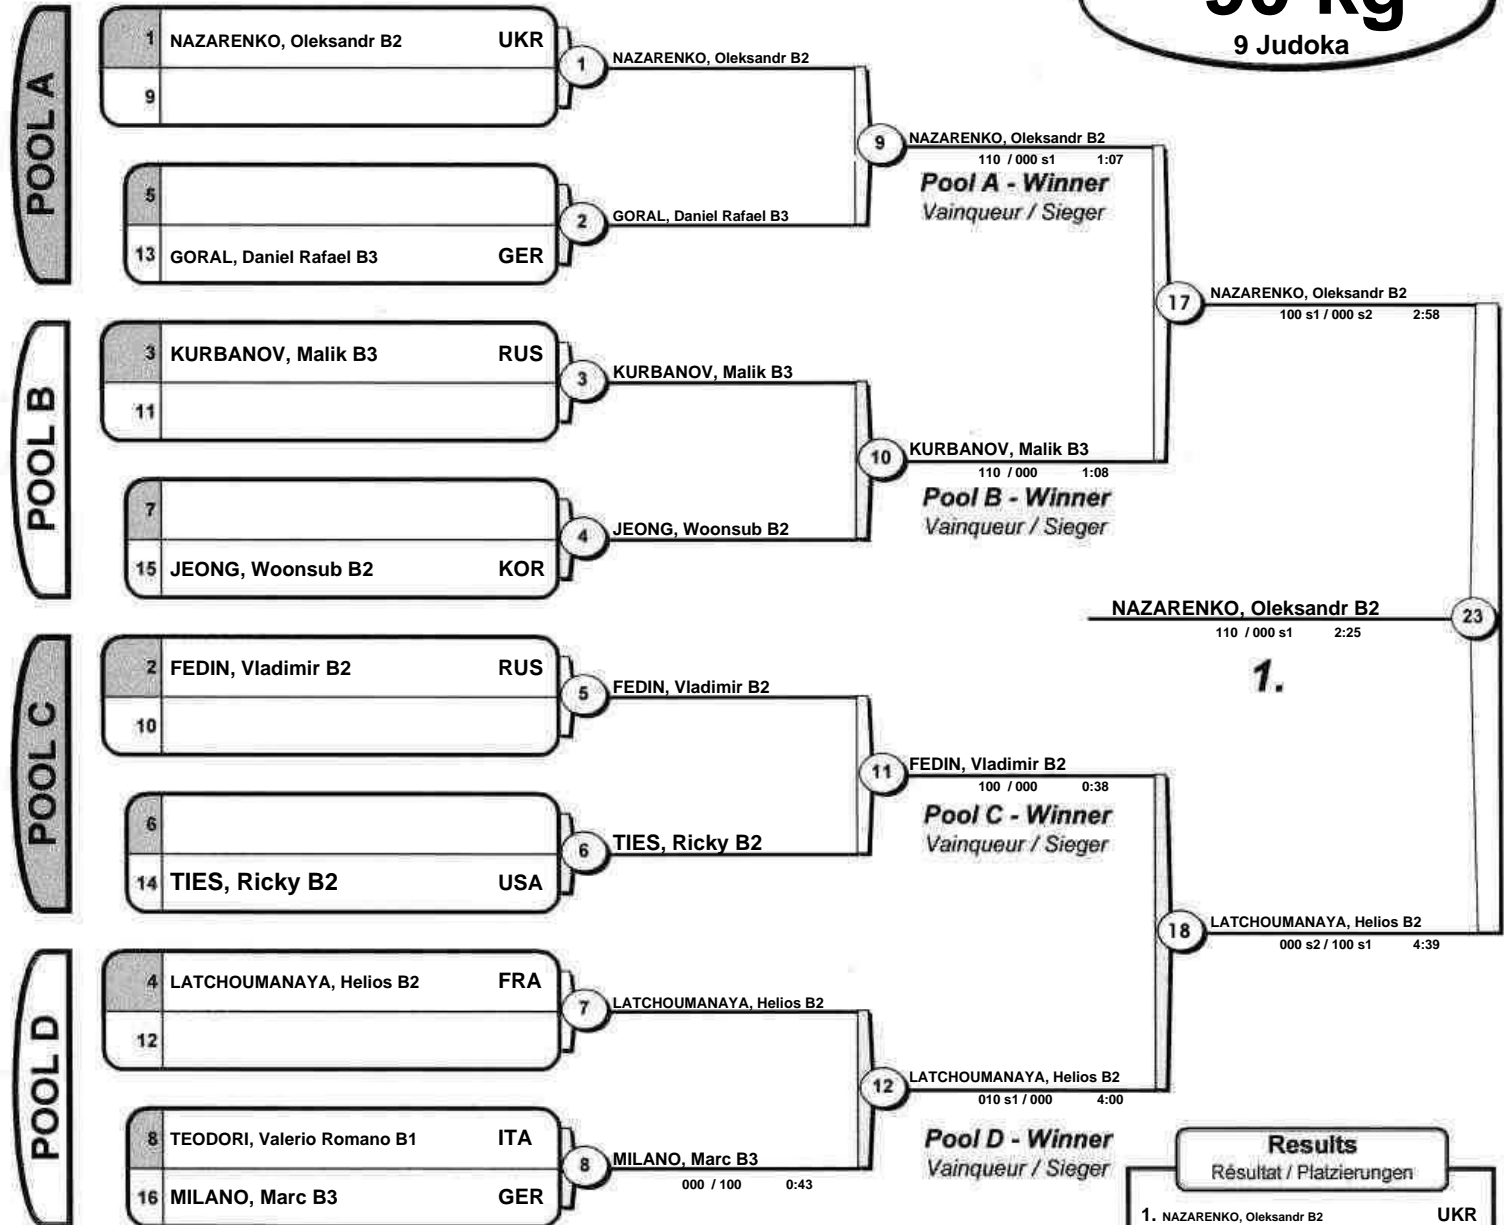 90 kg
9 Judoka
POOL A
1 NAZARENKO, Oleksandr B2 UKR
9
1 NAZARENKO, Oleksandr B2
5
13 GORAL, Daniel Rafael B3 GER
2 GORAL, Daniel Rafael B3
9 NAZARENKO, Oleksandr B2
110 / 000 s1 1:07
Pool A - Winner
Vainqueur / Sieger
POOL B
3 KURBANOV, Malik B3 RUS
11
3 KURBANOV, Malik B3
7
15 JEONG, Woonsub B2 KOR
4 JEONG, Woonsub B2
10 KURBANOV, Malik B3
110 / 000 1:08
Pool B - Winner
Vainqueur / Sieger
17 NAZARENKO, Oleksandr B2
100 s1 / 000 s2 2:58
NAZARENKO, Oleksandr B2 23
110 / 000 s1 2:25
1.
POOL C
2 FEDIN, Vladimir B2 RUS
10
5 FEDIN, Vladimir B2
6
14 TIES, Ricky B2 USA
6 TIES, Ricky B2
11 FEDIN, Vladimir B2
100 / 000 0:38
Pool C - Winner
Vainqueur / Sieger
18 LATCHOUMANAYA, Helios B2
000 s2 / 100 s1 4:39
POOL D
4 LATCHOUMANAYA, Helios B2 FRA
12
7 LATCHOUMANAYA, Helios B2
8 TEODORI, Valerio Romano B1 ITA
16 MILANO, Marc B3 GER
8 MILANO, Marc B3
000 / 100 0:43
12 LATCHOUMANAYA, Helios B2
010 s1 / 000 4:00
Pool D - Winner
Vainqueur / Sieger
Results
Résultat / Platzierungen
1. NAZARENKO, Oleksandr B2 UKR